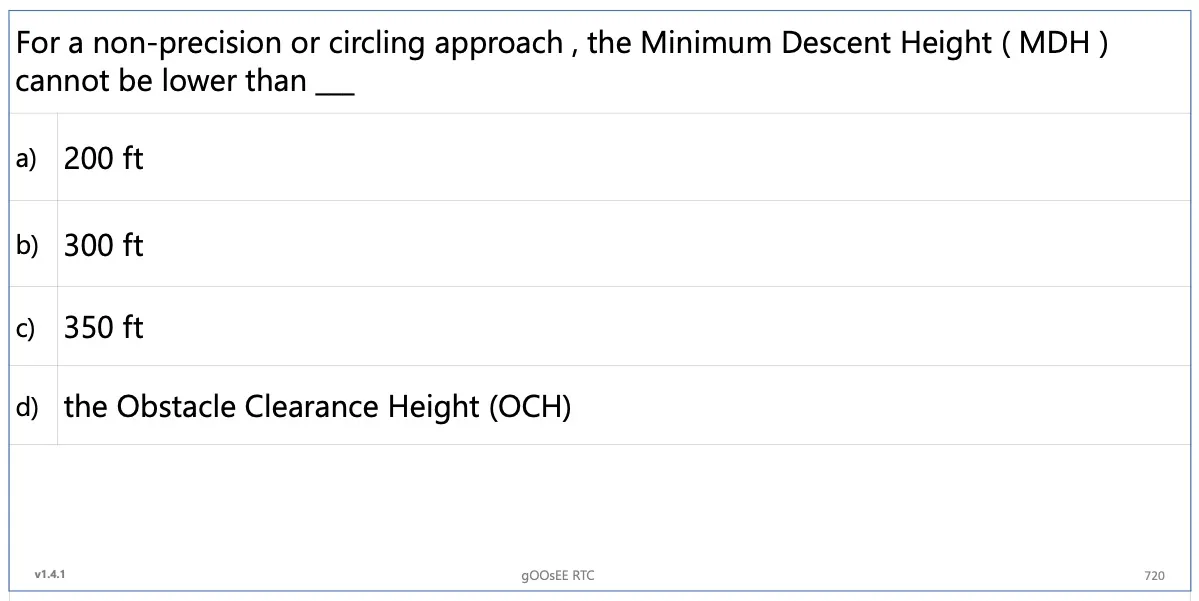 For a non-precision or circling approach , the Minimum Descent Height ( MDH )
cannot be lower than ___
a) 200 ft
b) 300 ft
c) 350 ft
d) the Obstacle Clearance Height (OCH)
v1.4.1 gOOsEE RTC 720